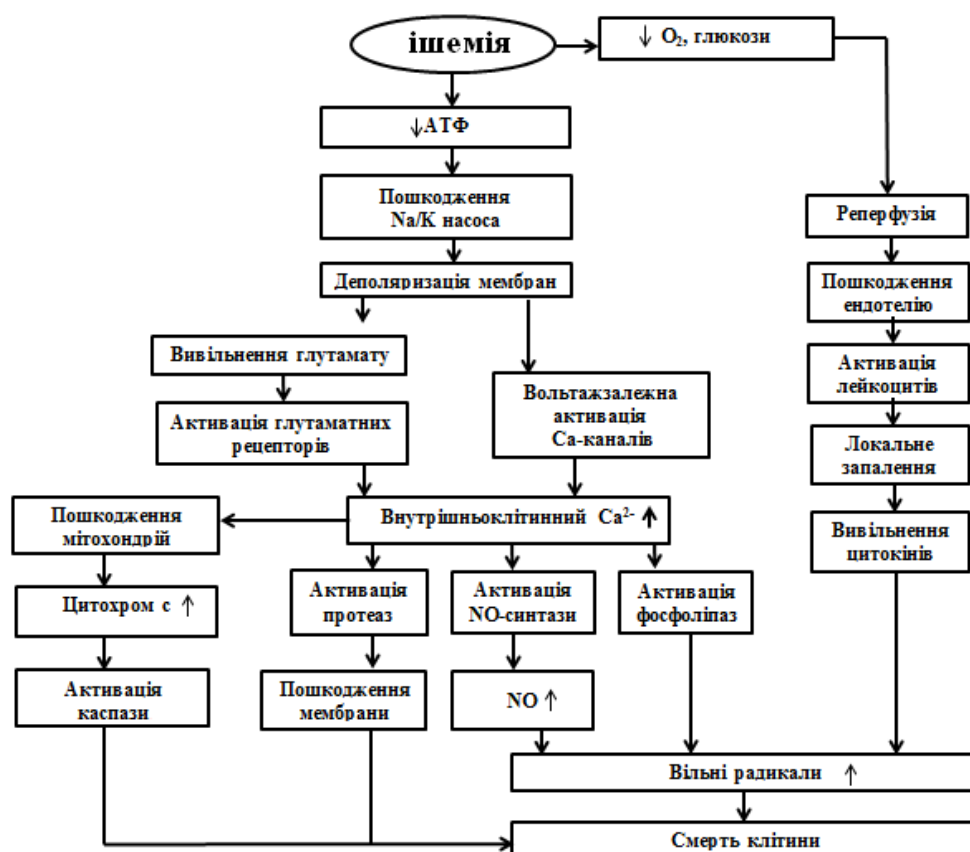 ішемія
↓ O₂, глюкози
↓АТФ
Пошкодження
Na/K насоса
Реперфузія
Деполяризація мембран
Пошкодження
ендотелію
Вивільнення глутамату
Активація
лейкоцитів
Вольтажзалежна
активація
Ca-каналів
Активація глутаматних
рецепторів
Локальне
запалення
Пошкодження
мітохондрій
Внутрішньоклітинний Ca²⁻ ↑
Вивільнення
цитокінів
Цитохром с ↑
Активація
протеаз
Активація
NO-синтази
Активація
фосфоліпаз
Активація
каспази
Пошкодження
мембрани
NO ↑
Вільні радикали ↑
Смерть клітини